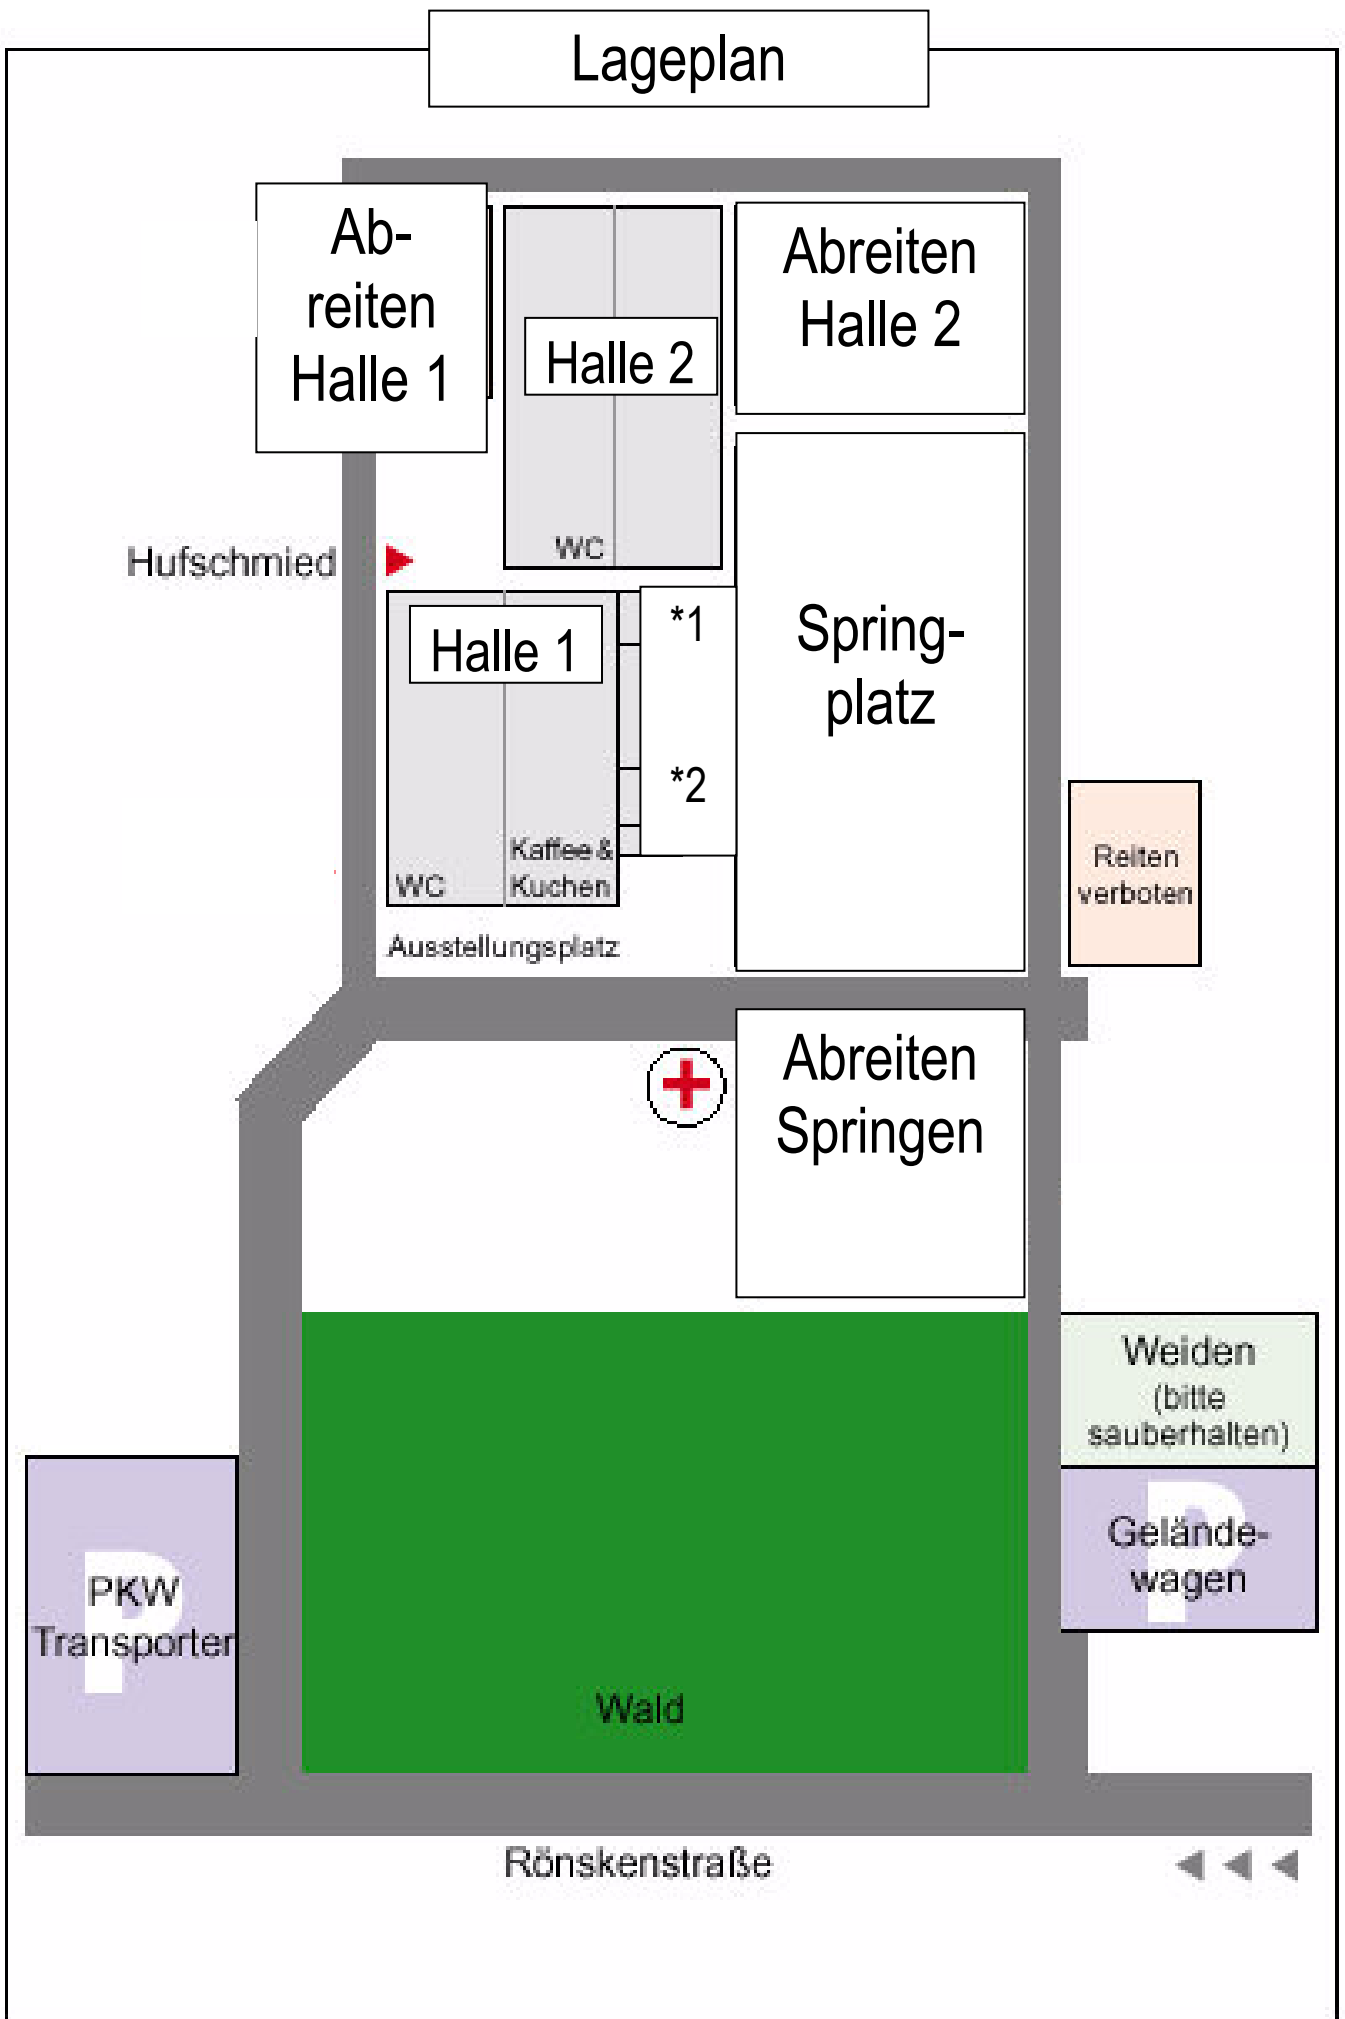 Lageplan
Ab-
reiten
Halle 1
Halle 2
Abreiten
Halle 2
WC
Hufschmied
Halle 1
*1
*2
Spring-
platz
Kaffee &
Kuchen
WC
Ausstellungsplatz
Reiten
verboten
Abreiten
Springen
Weiden
(bitte
sauberhalten)
P
Gelände-
wagen
P
PKW
Transporter
Wald
Rönskenstraße